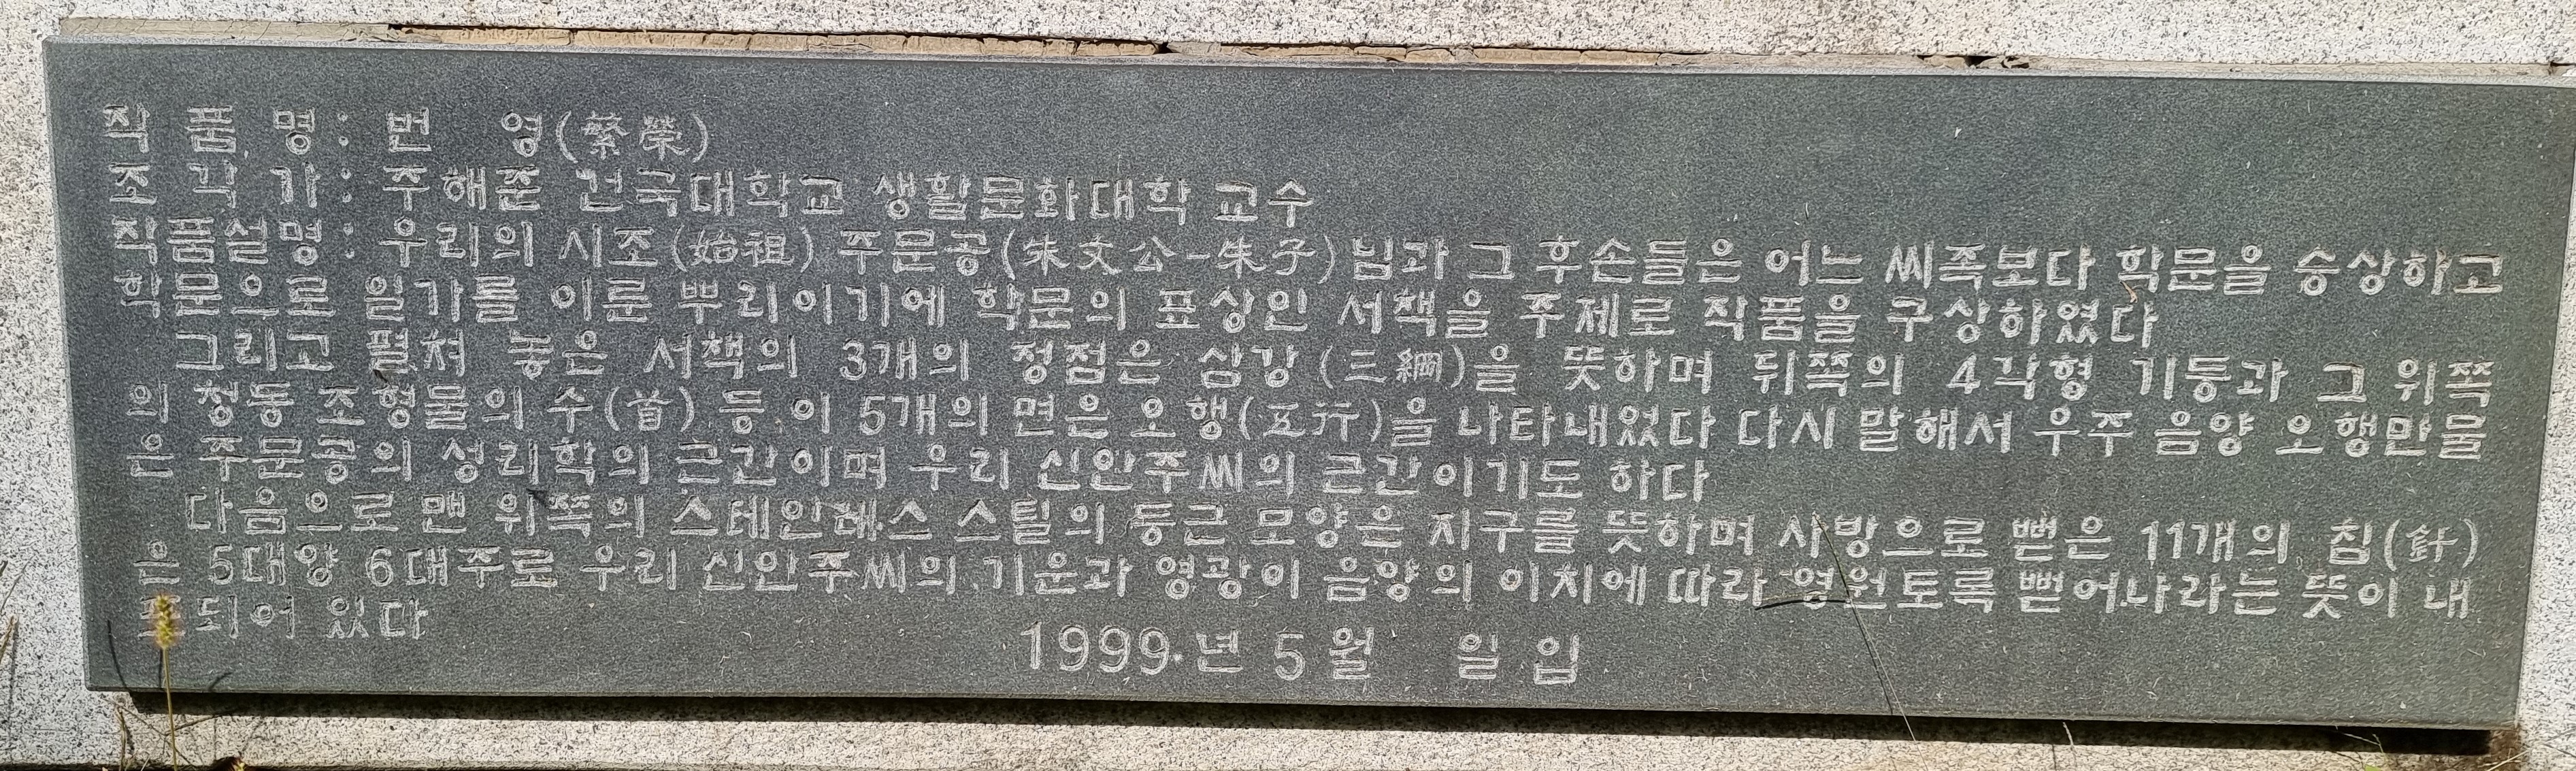 작 품 명 : 번 영(繁榮)
조 각 가 : 주해준 건국대학교 생활문화대학 교수
작품설명 : 우리의 시조(始祖) 주문공(朱文公-朱子)님과 그 후손들은 어느 씨족보다 학문을 숭상하고
학문으로 일가를 이룬 뿌리이기에 학문의 표상인 서책을 주제로 작품을 구상하였다
그리고 펼쳐 놓은 서책의 3개의 정점은 삼강(三綱)을 뜻하며 뒤쪽의 4각형 기둥과 그 위쪽
의 청동 조형물의 수(首) 등 이 5개의 면은 오행(五行)을 나타내었다 다시 말해서 우주 음양 오행만물
은 주문공의 성리학의 근간이며 우리 신안주씨의 근간이기도 하다
다음으로 맨 위쪽의 스테인레스 스틸의 둥근 모양은 지구를 뜻하며 사방으로 뻗은 11개의 침(針)
은 5대양 6대주로 우리 신안주씨의 기운과 영광이 음양의 이치에 따라 영원토록 뻗어나라는 뜻이 내
포되어 있다
1999년 5월 일 입